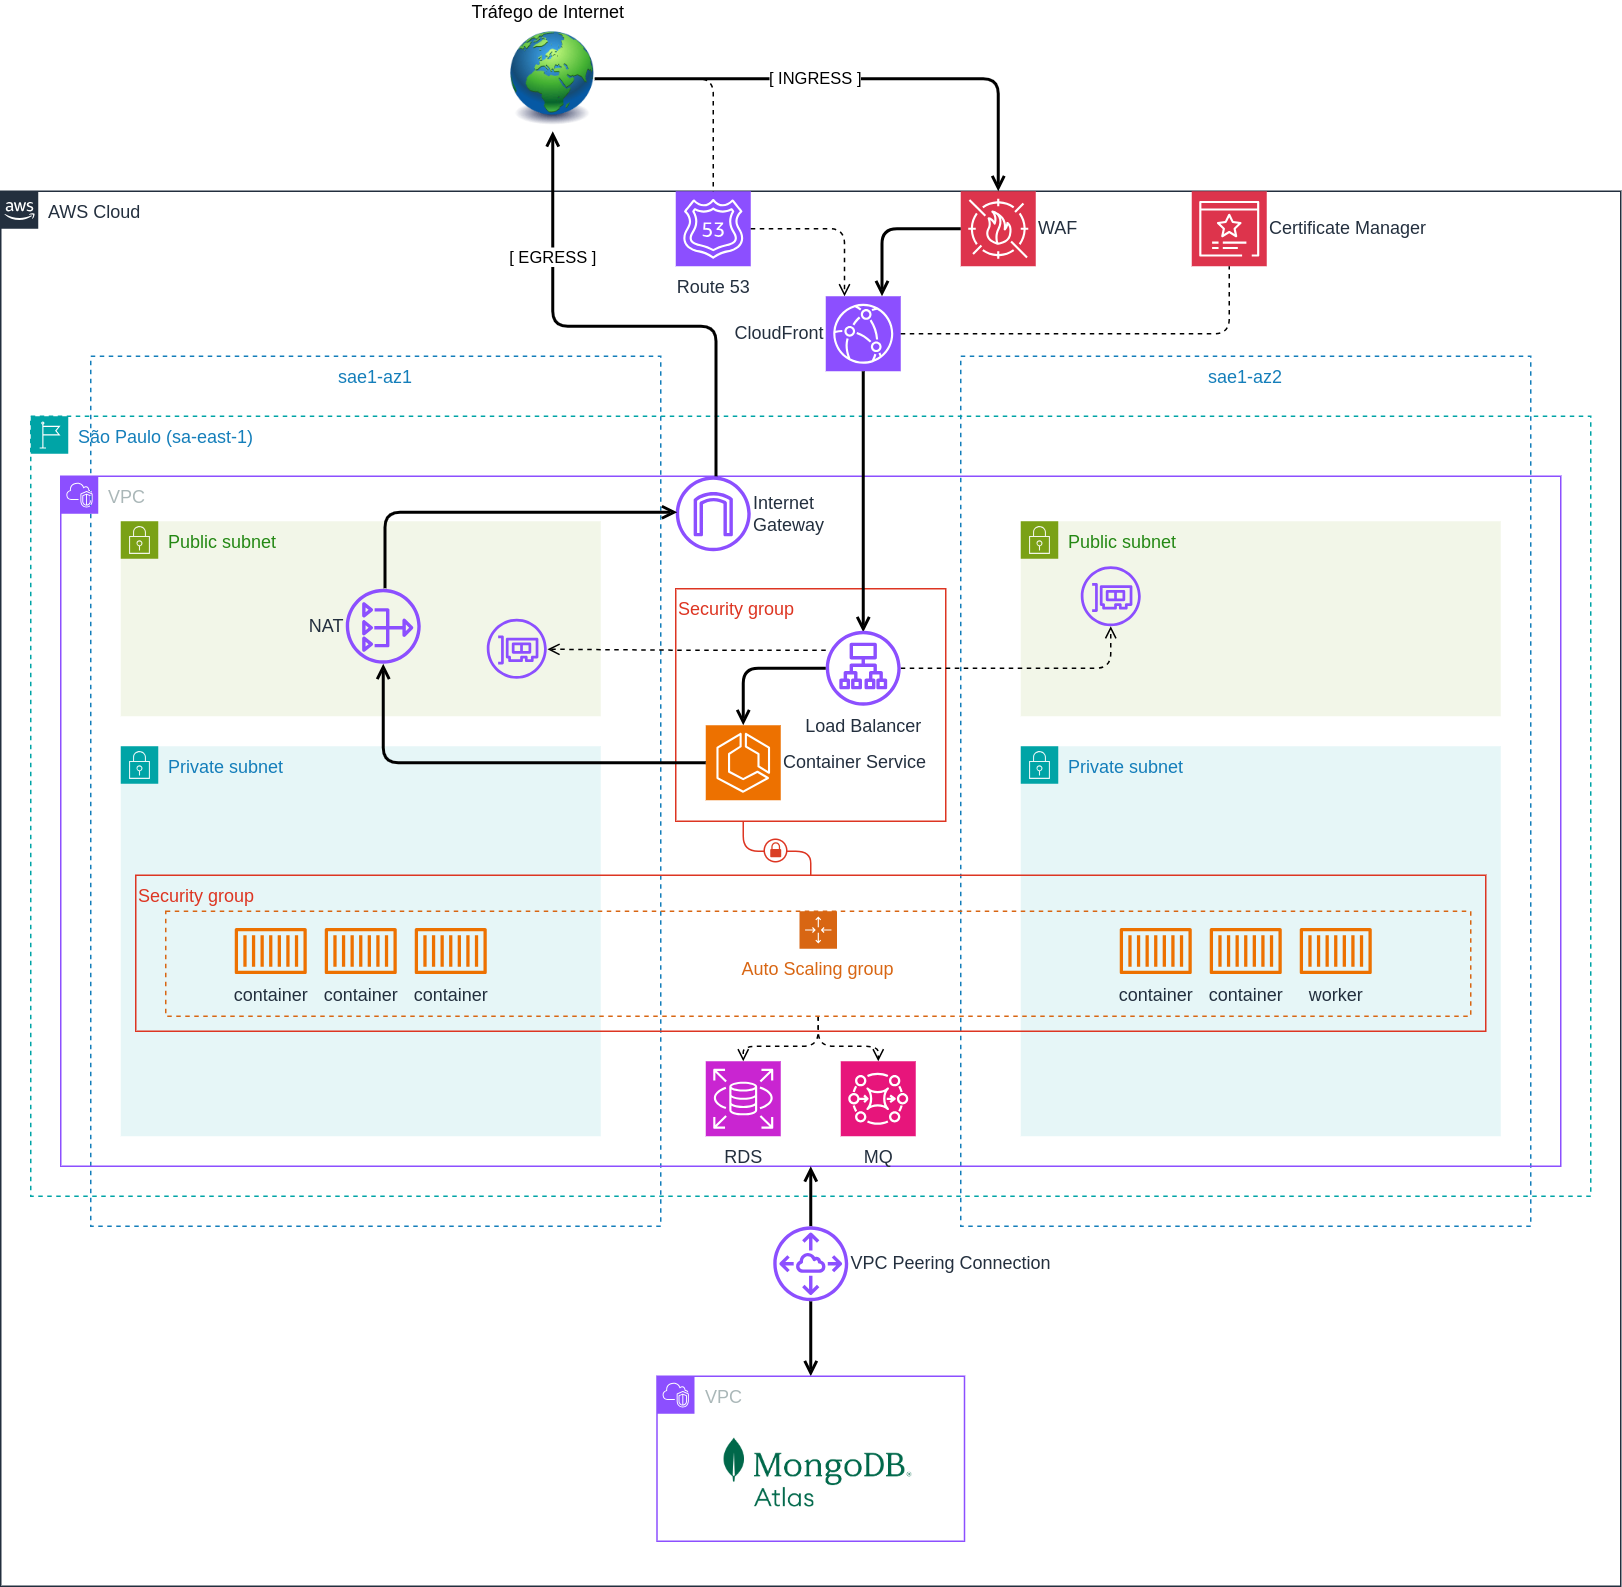 Tráfego de Internet
[ INGRESS ]
aws
AWS Cloud
53
WAF
Certificate Manager
[ EGRESS ]
Route 53
CloudFront
sae1-az1
sae1-az2
São Paulo (sa-east-1)
VPC
Internet
Gateway
Public subnet
Public subnet
Security group
NAT
Load Balancer
Container Service
Private subnet
Private subnet
Security group
Auto Scaling group
container
container
container
container
container
worker
RDS
MQ
VPC Peering Connection
VPC
MongoDB®
Atlas